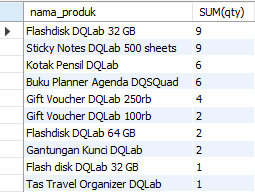 nama_produk SUM(qty)
Flashdisk DQLab 32 GB 9
Sticky Notes DQLab 500 sheets 9
Kotak Pensil DQLab 6
Buku Planner Agenda DQSQuad 6
Gift Voucher DQLab 250rb 4
Gift Voucher DQLab 100rb 2
Flashdisk DQLab 64 GB 2
Gantungan Kunci DQLab 2
Flash disk DQLab 32 GB 1
Tas Travel Organizer DQLab 1